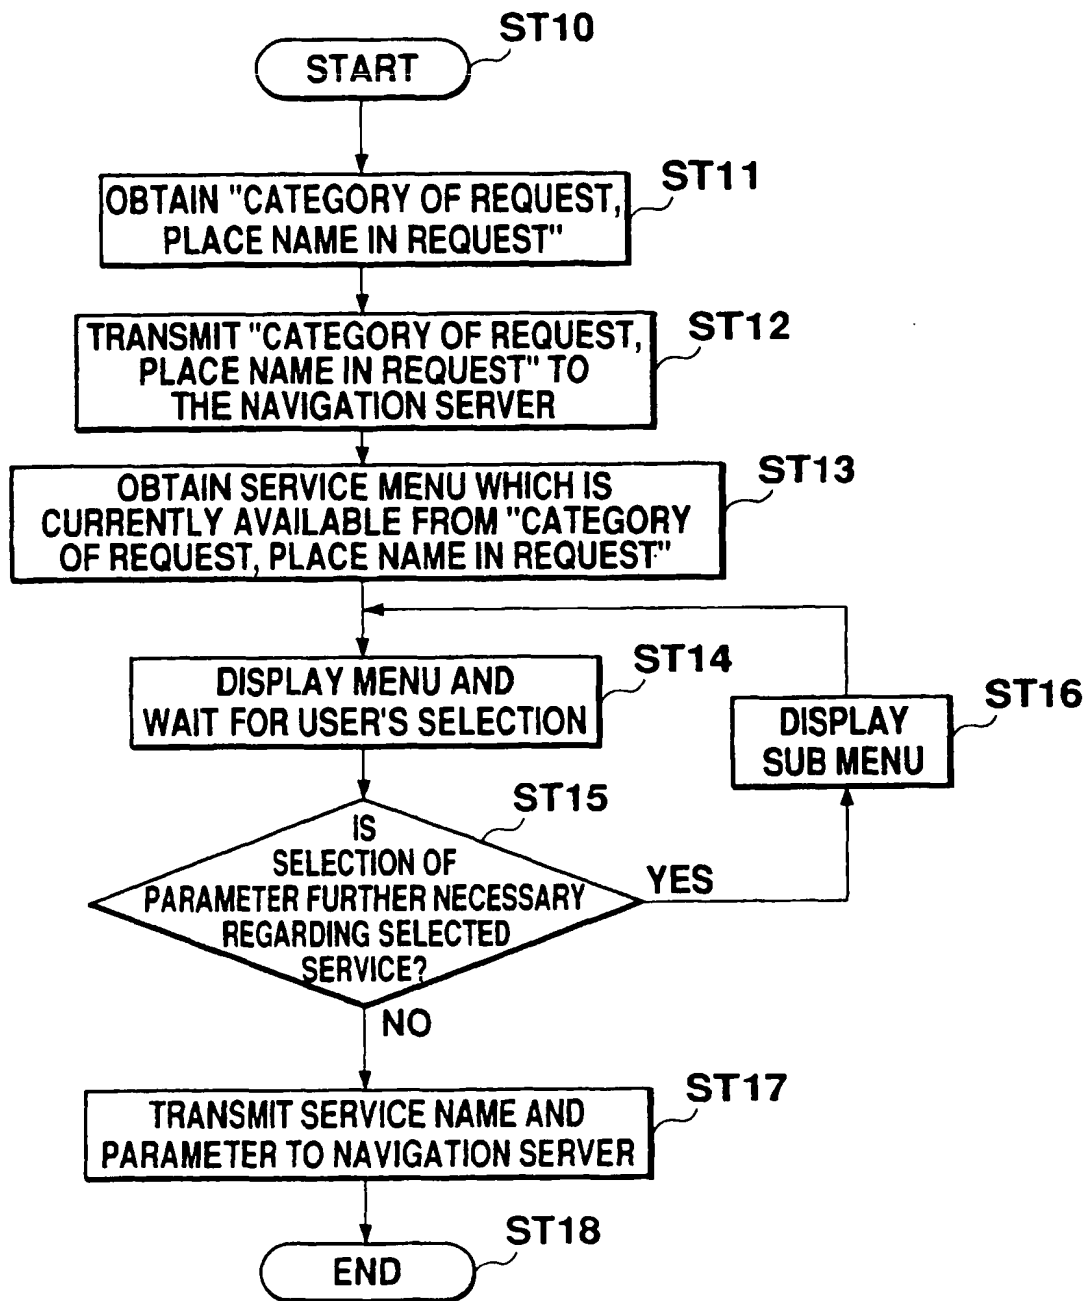 ST10
START
ST11
OBTAIN "CATEGORY OF REQUEST,
PLACE NAME IN REQUEST"
ST12
TRANSMIT "CATEGORY OF REQUEST,
PLACE NAME IN REQUEST" TO
THE NAVIGATION SERVER
ST13
OBTAIN SERVICE MENU WHICH IS
CURRENTLY AVAILABLE FROM "CATEGORY
OF REQUEST, PLACE NAME IN REQUEST"
ST14
DISPLAY MENU AND
WAIT FOR USER'S SELECTION
ST16
DISPLAY
SUB MENU
ST15
IS
SELECTION OF
PARAMETER FURTHER NECESSARY
REGARDING SELECTED
SERVICE?
YES
NO
ST17
TRANSMIT SERVICE NAME AND
PARAMETER TO NAVIGATION SERVER
ST18
END